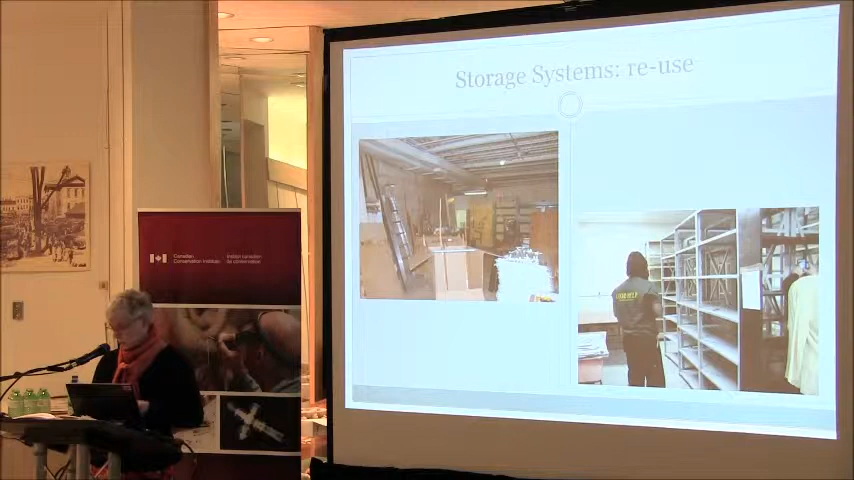 Storage Systems: re-use
Canadian Conservation Institute
Institut canadien de conservation